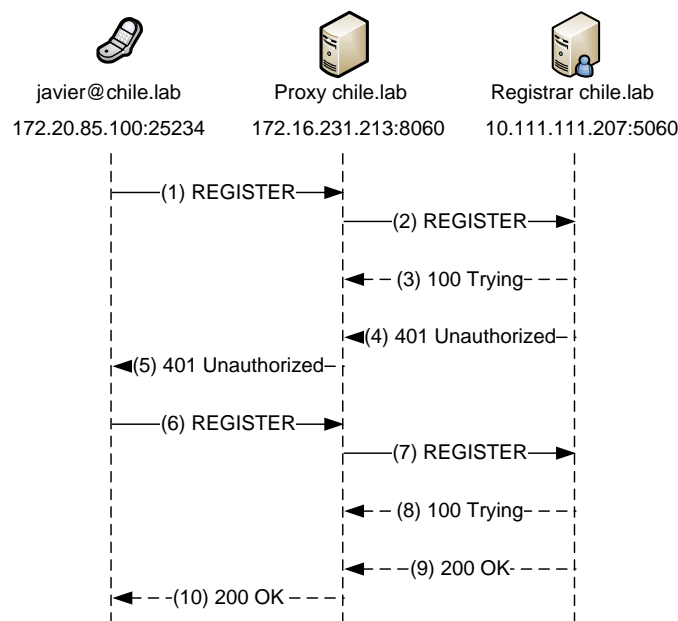 javier@chile.lab
Proxy chile.lab
Registrar chile.lab
172.20.85.100:25234
172.16.231.213:8060
10.111.111.207:5060
(1) REGISTER
(2) REGISTER
(3) 100 Trying
(4) 401 Unauthorized
(5) 401 Unauthorized
(6) REGISTER
(7) REGISTER
(8) 100 Trying
(9) 200 OK
(10) 200 OK